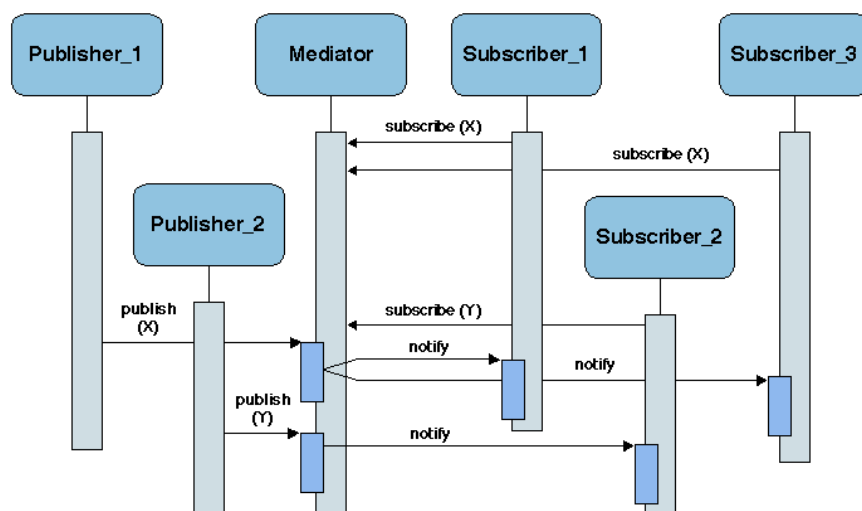 Publisher_1
Mediator
Subscriber_1
Subscriber_3
subscribe (X)
subscribe (X)
Publisher_2
Subscriber_2
publish
(X)
subscribe (Y)
notify
notify
publish
(Y)
notify